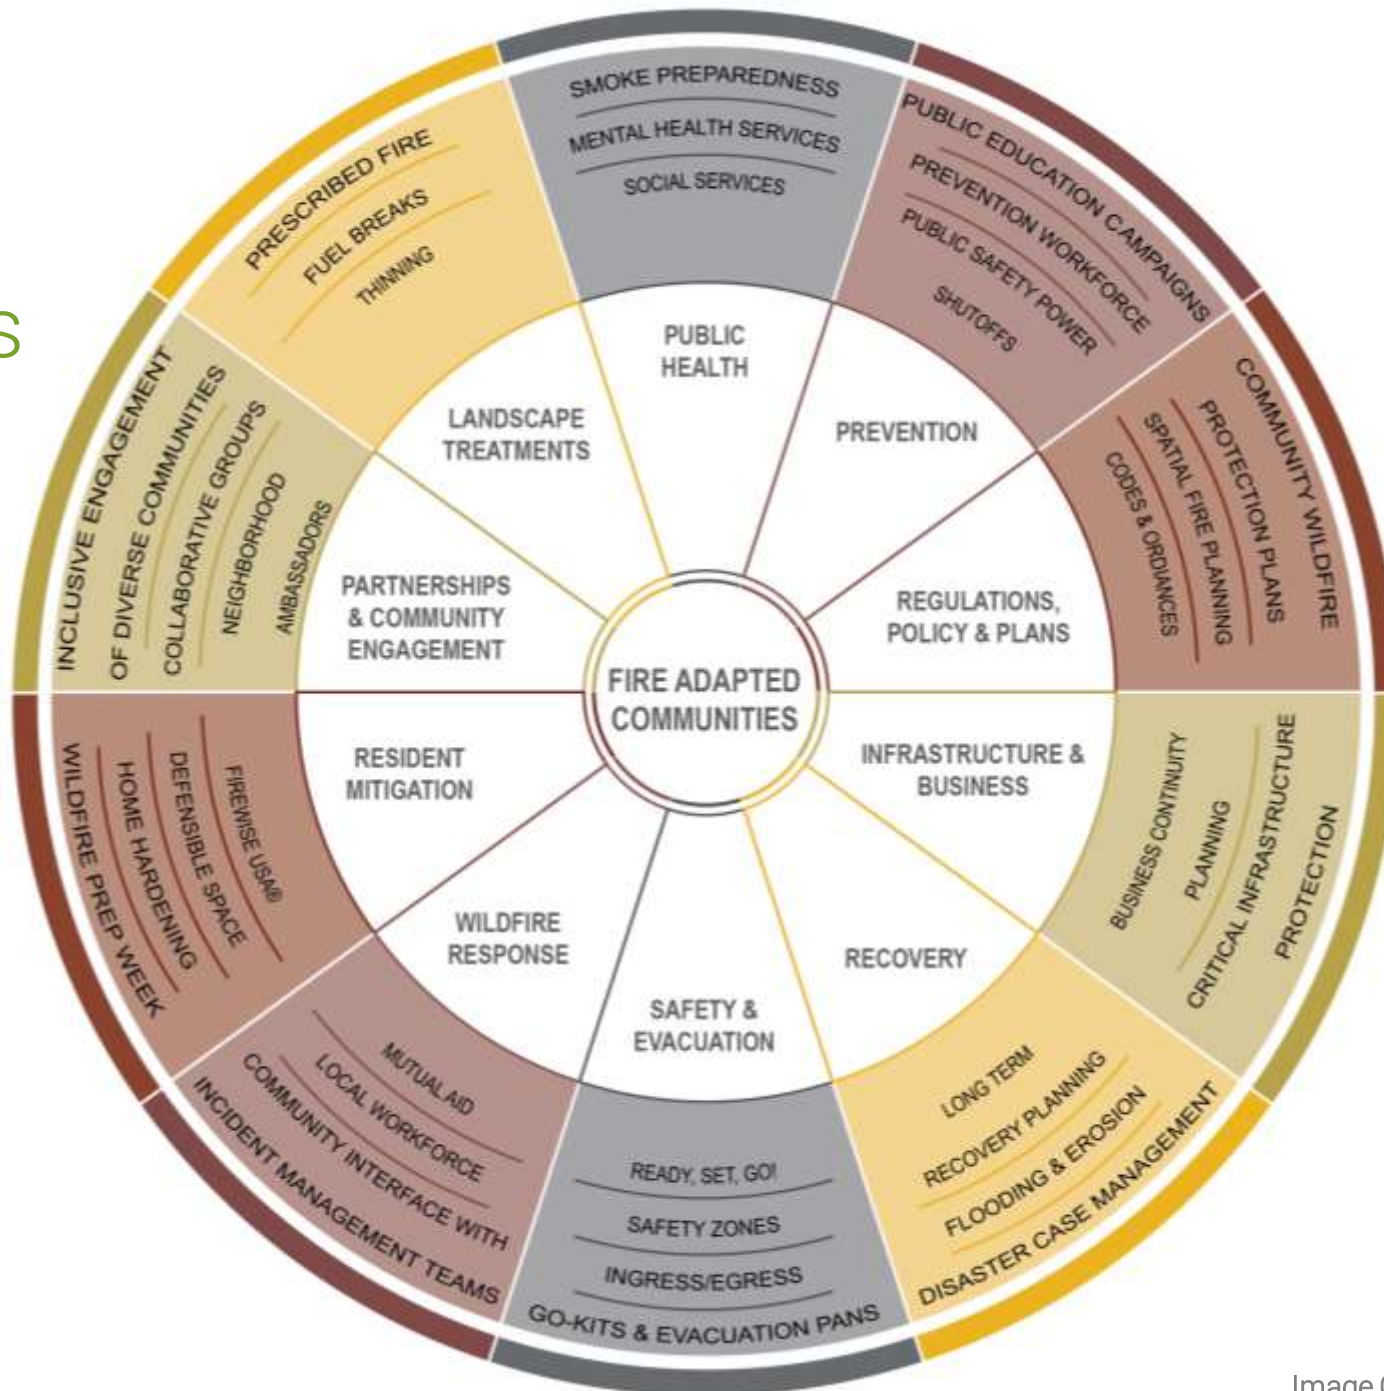 S
SMOKE PREPAREDNESS
MENTAL HEALTH SERVICES
SOCIAL SERVICES
PUBLIC
HEALTH
PUBLIC EDUCATION CAMPAIGNS
PREVENTION WORKFORCE
PUBLIC SAFETY POWER
SHUTOFFS
PREVENTION
COMMUNITY WILDFIRE
PROTECTION PLANS
SPATIAL FIRE PLANNING
CODES & ORDIANCES
REGULATIONS,
POLICY & PLANS
INFRASTRUCTURE &
BUSINESS
BUSINESS CONTINUITY
PLANNING
CRITICAL INFRASTRUCTURE
PROTECTION
RECOVERY
LONG TERM
RECOVERY PLANNING
FLOODING & EROSION
DISASTER CASE MANAGEMENT
SAFETY &
EVACUATION
READY, SET, GO!
SAFETY ZONES
INGRESS/EGRESS
GO-KITS & EVACUATION PANS
WILDFIRE
RESPONSE
MUTUAL AID
LOCAL WORKFORCE
COMMUNITY INTERFACE WITH
INCIDENT MANAGEMENT TEAMS
RESIDENT
MITIGATION
FIREWISE USA®
DEFENSIBLE SPACE
HOME HARDENING
WILDFIRE PREP WEEK
PARTNERSHIPS
& COMMUNITY
ENGAGEMENT
INCLUSIVE ENGAGEMENT
OF DIVERSE COMMUNITIES
COLLABORATIVE GROUPS
NEIGHBORHOOD
AMBASSADORS
LANDSCAPE
TREATMENTS
PRESCRIBED FIRE
FUEL BREAKS
THINNING
FIRE ADAPTED
COMMUNITIES
Image